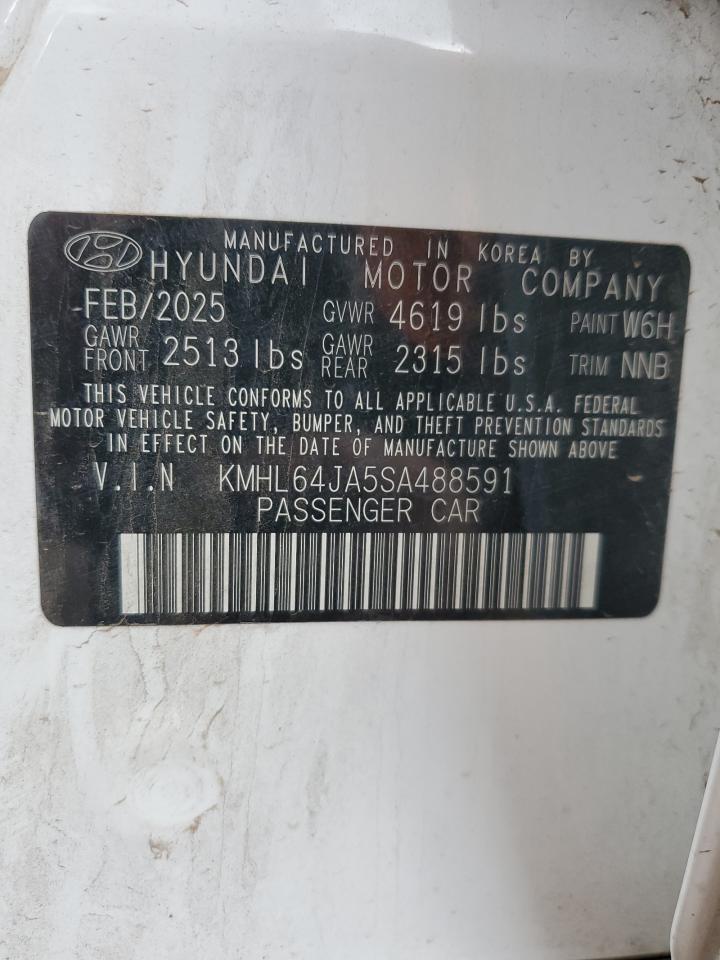 MANUFACTURED IN KOREA BY
HYUNDAI MOTOR COMPANY
FEB/2025 GVWR 4619 lbs PAINT W6H
GAWR FRONT 2513 lbs GAWR REAR 2315 lbs TRIM NNB
THIS VEHICLE CONFORMS TO ALL APPLICABLE U.S.A. FEDERAL
MOTOR VEHICLE SAFETY, BUMPER, AND THEFT PREVENTION STANDARDS
IN EFFECT ON THE DATE OF MANUFACTURE SHOWN ABOVE
V.I.N KMHL64JA5SA488591
PASSENGER CAR